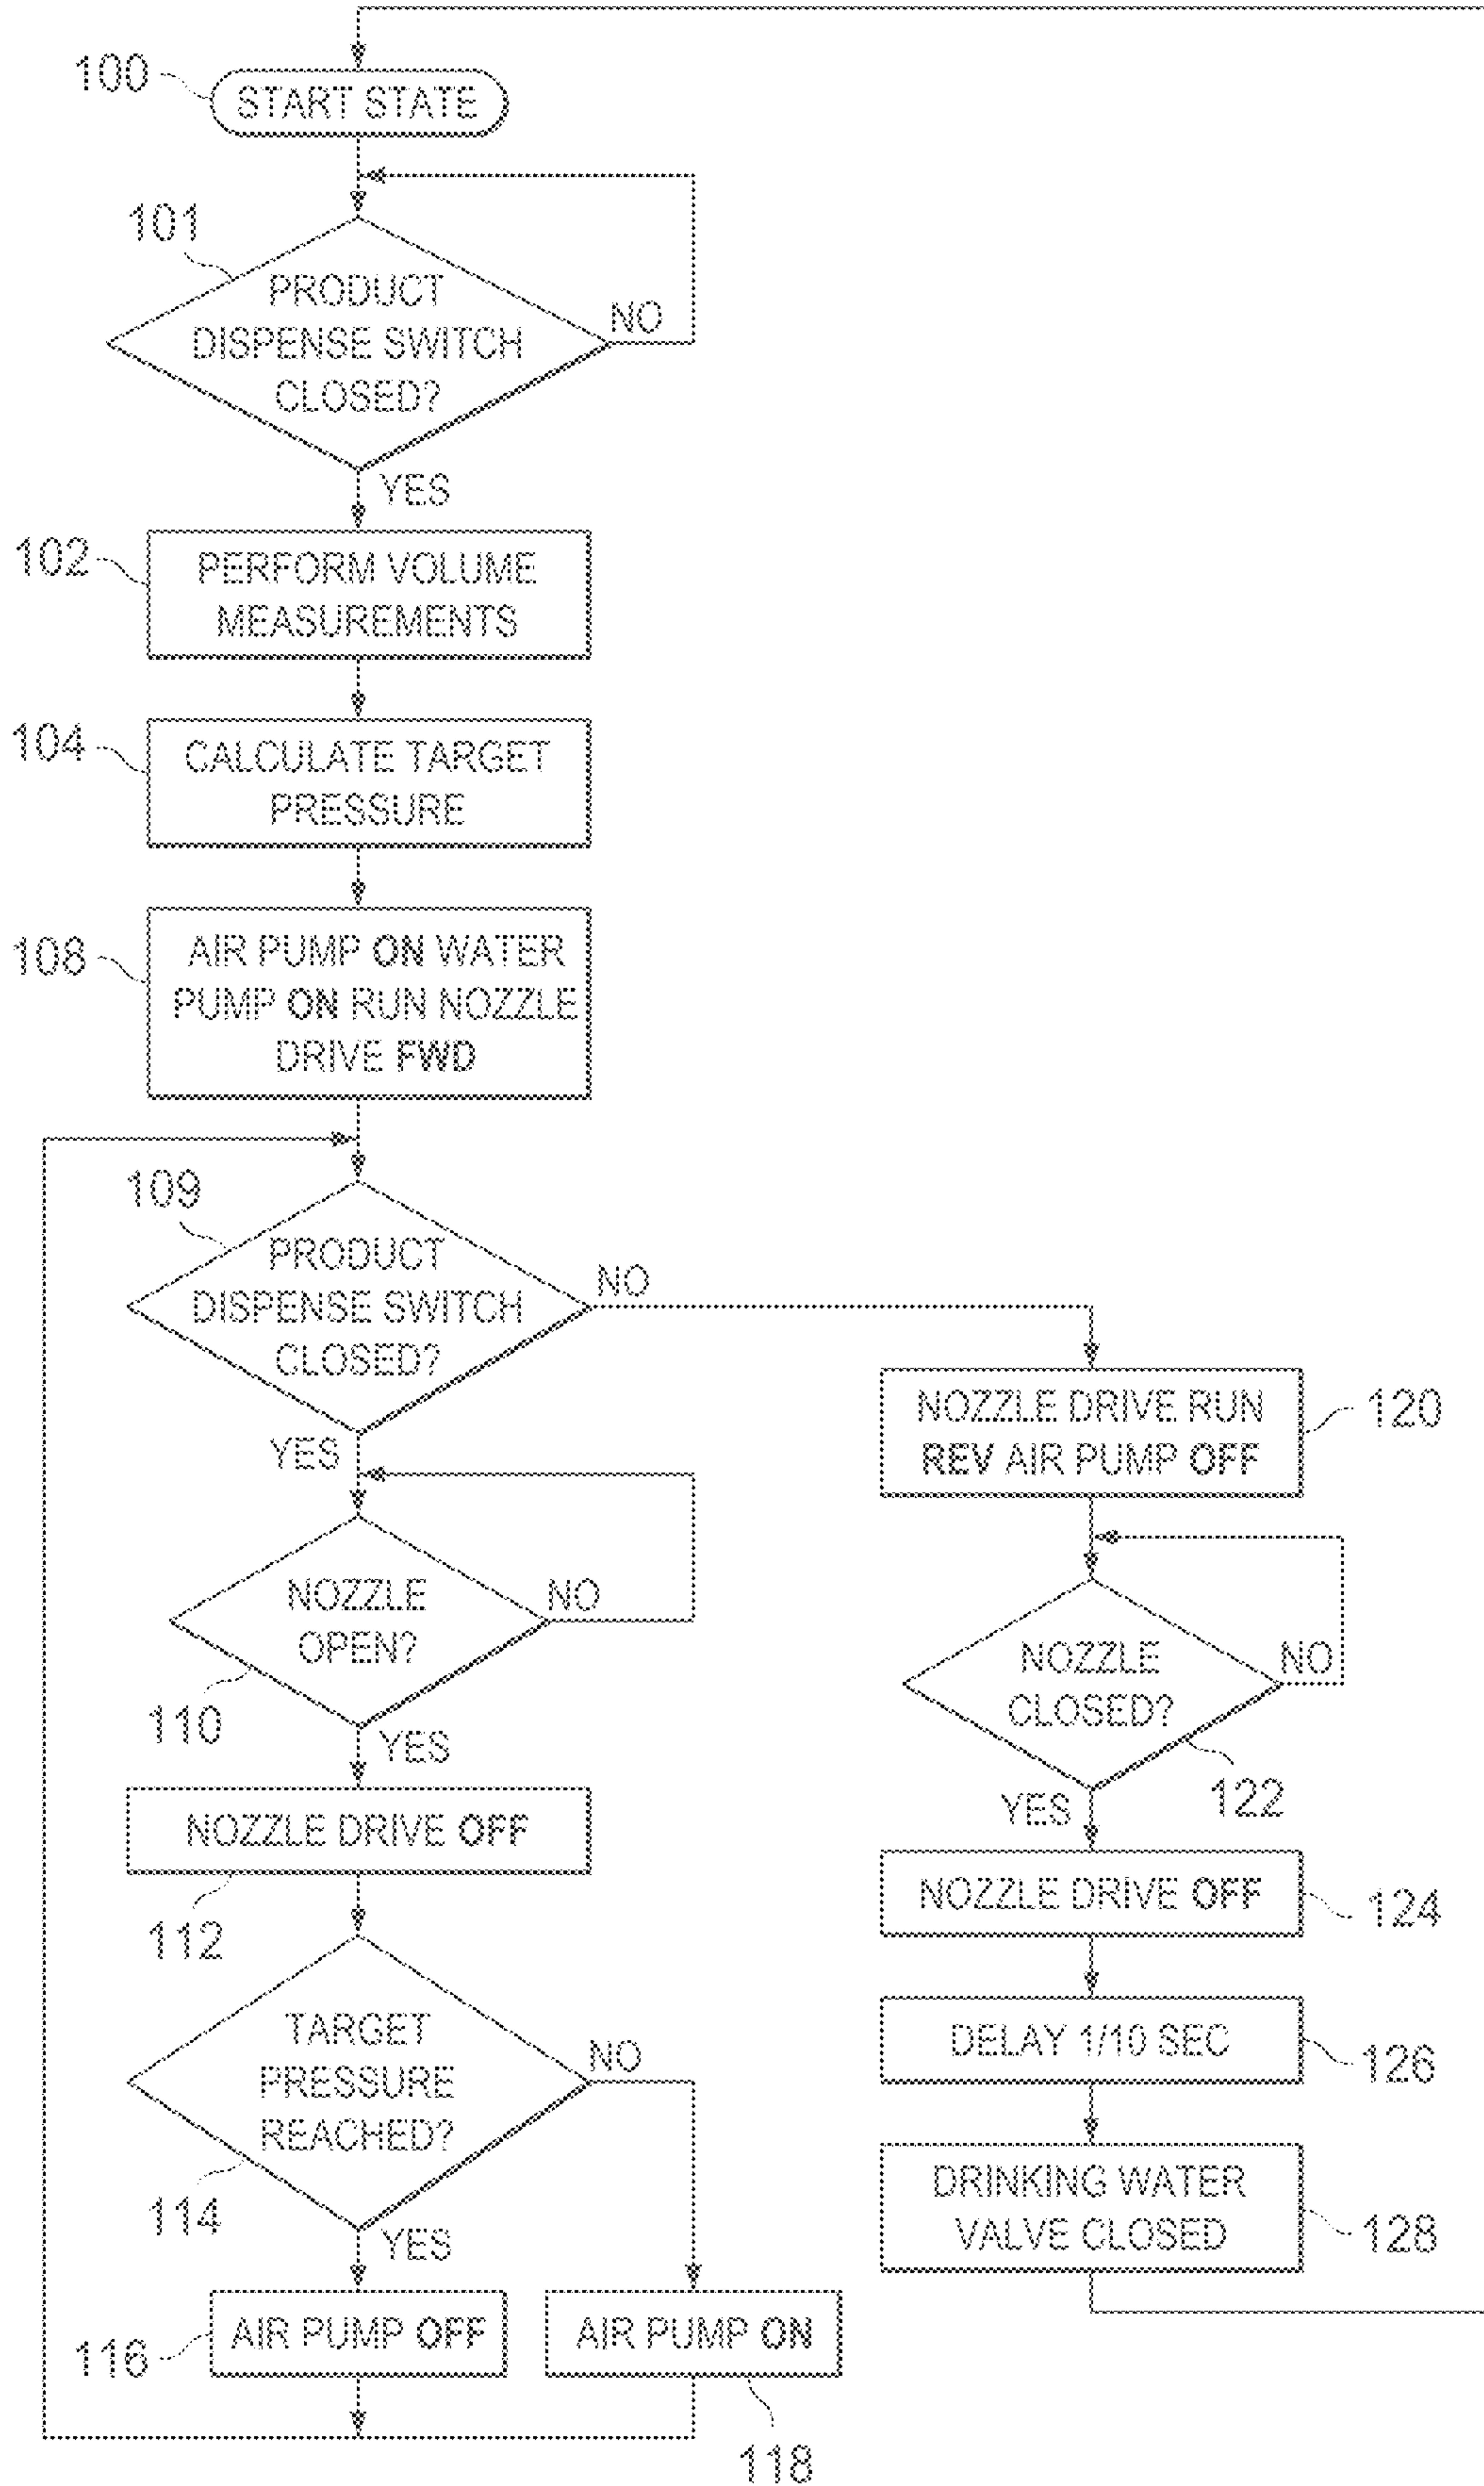 100
START STATE
101
PRODUCT
DISPENSE SWITCH
CLOSED?
NO
YES
102
PERFORM VOLUME
MEASUREMENTS
104
CALCULATE TARGET
PRESSURE
108
AIR PUMP ON WATER
PUMP ON RUN NOZZLE
DRIVE FWD
109
PRODUCT
DISPENSE SWITCH
CLOSED?
NO
YES
NOZZLE
OPEN?
NO
110
YES
NOZZLE DRIVE OFF
112
TARGET
PRESSURE
REACHED?
NO
114
YES
AIR PUMP OFF
116
AIR PUMP ON
118
NOZZLE DRIVE RUN
REV AIR PUMP OFF
120
NOZZLE
CLOSED?
NO
122
YES
NOZZLE DRIVE OFF
124
DELAY 1/10 SEC
126
DRINKING WATER
VALVE CLOSED
128